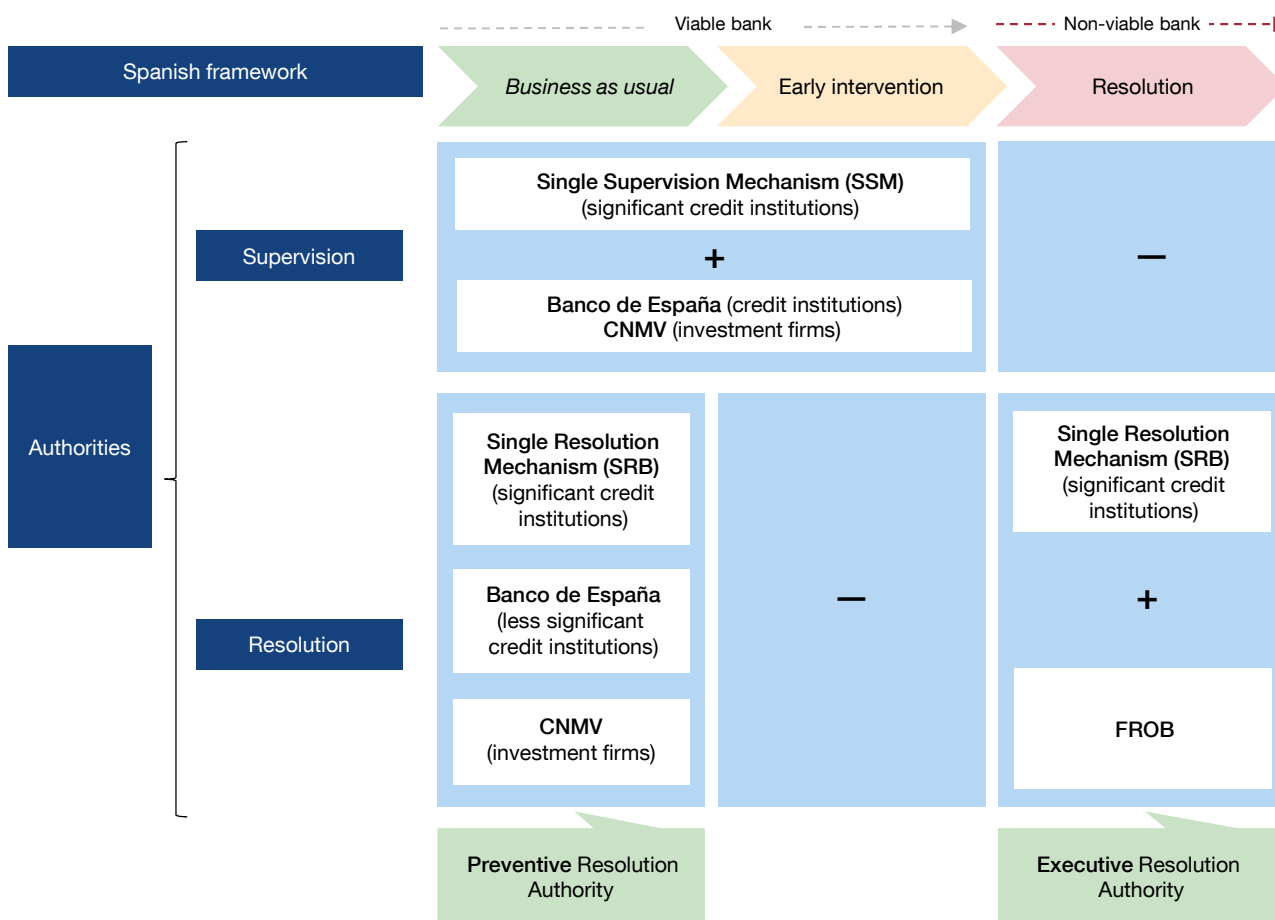 Viable bank
Non-viable bank
Spanish framework
Business as usual
Early intervention
Resolution
Single Supervision Mechanism (SSM)
(significant credit institutions)
Supervision
+
—
Banco de España (credit institutions)
CNMV (investment firms)
Authorities
Single Resolution
Mechanism (SRB)
(significant credit
institutions)
Single Resolution
Mechanism (SRB)
(significant credit
institutions)
Banco de España
(less significant
credit institutions)
—
+
Resolution
CNMV
(investment firms)
FROB
Preventive Resolution
Authority
Executive Resolution
Authority